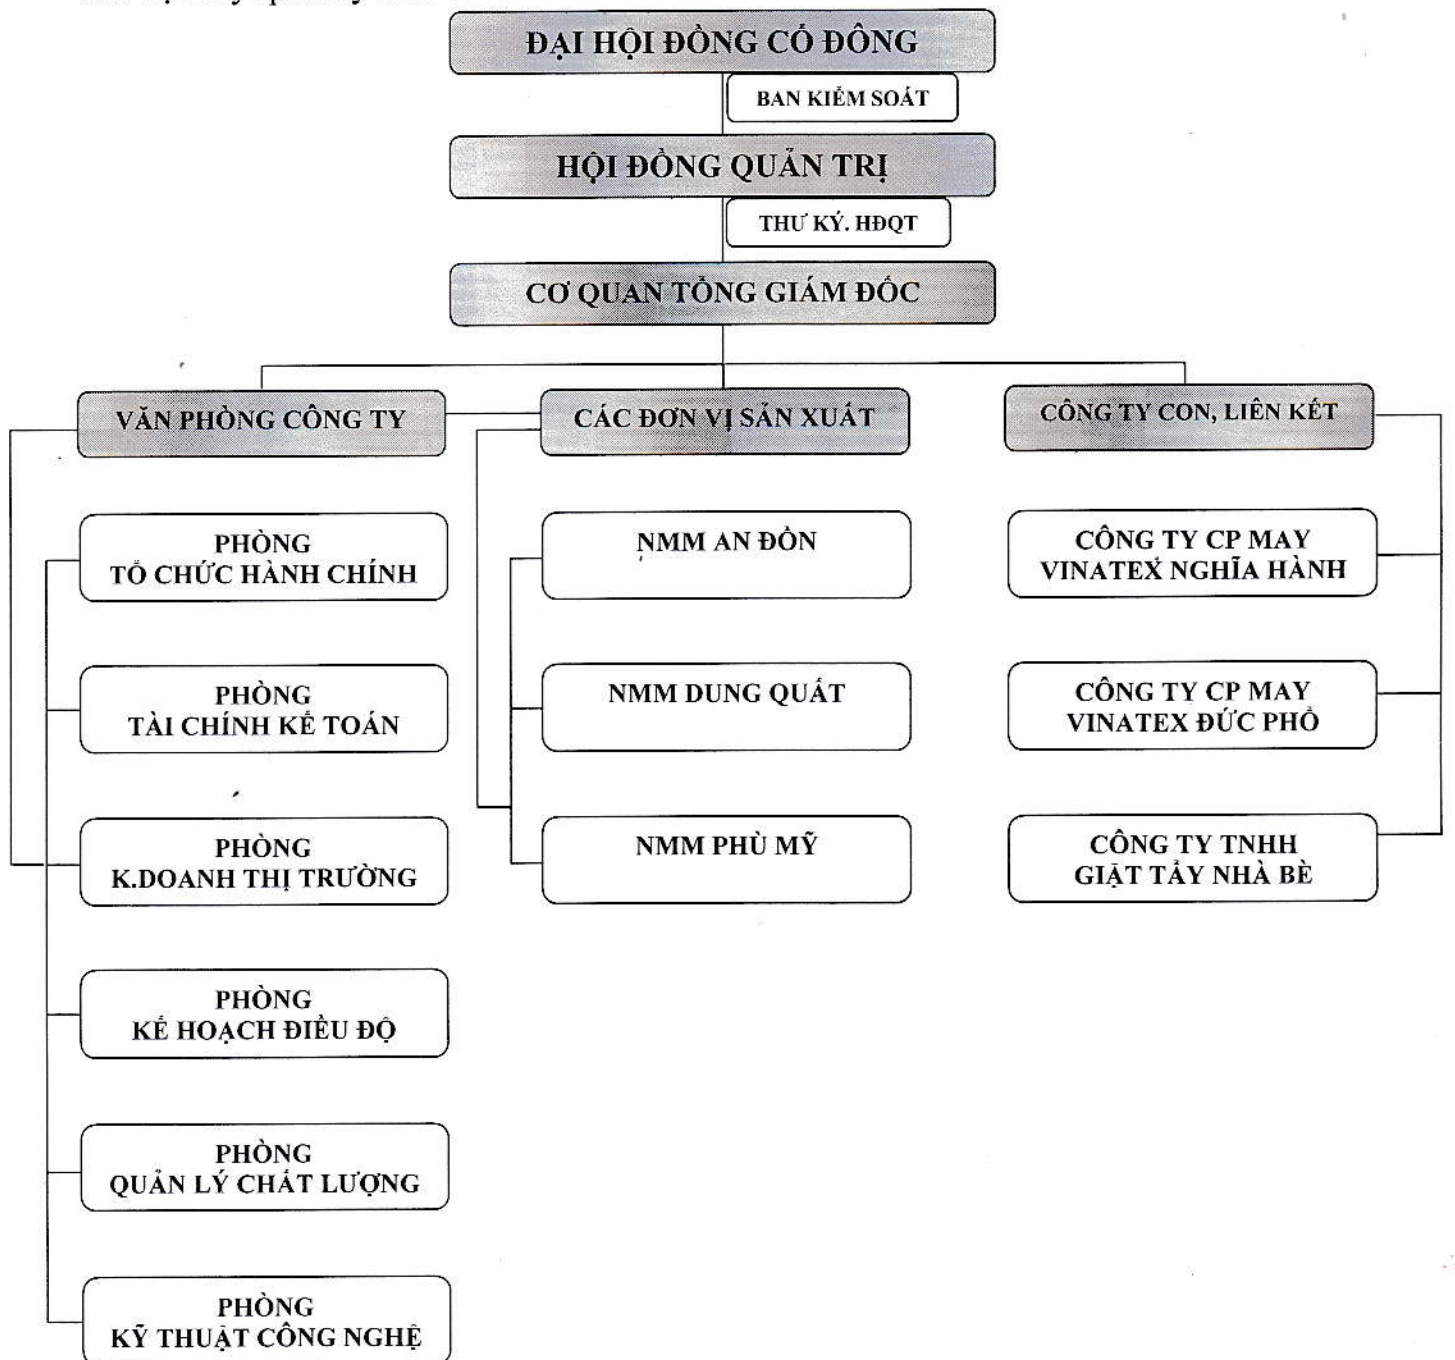 ĐẠI HỘI ĐỒNG CỔ ĐÔNG
BAN KIỂM SOÁT
HỘI ĐỒNG QUẢN TRỊ
THƯ KÝ. HĐQT
CƠ QUAN TỔNG GIÁM ĐỐC
VĂN PHÒNG CÔNG TY
CÁC ĐƠN VỊ SẢN XUẤT
CÔNG TY CON, LIÊN KẾT
PHÒNG
TỔ CHỨC HÀNH CHÍNH
PHÒNG
TÀI CHÍNH KẾ TOÁN
PHÒNG
K.DOANH THỊ TRƯỜNG
PHÒNG
KẾ HOẠCH ĐIỀU ĐỘ
PHÒNG
QUẢN LÝ CHẤT LƯỢNG
PHÒNG
KỸ THUẬT CÔNG NGHỆ
NMM AN ĐỒN
NMM DUNG QUẤT
NMM PHÙ MỸ
CÔNG TY CP MAY
VINATEX NGHĨA HÀNH
CÔNG TY CP MAY
VINATEX ĐỨC PHỔ
CÔNG TY TNHH
GIẶT TẨY NHÀ BÈ